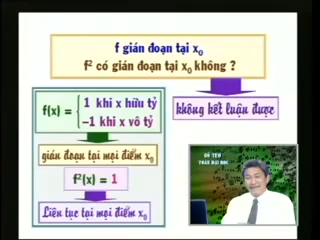 f gián đoạn tại x₀
f² có gián đoạn tại x₀ không ?
f(x) = { 1 khi x hữu tỷ
–1 khi x vô tỷ
không kết luận được
gián đoạn tại mọi điểm x₀
f²(x) = 1
Liên tục tại mọi điểm x₀